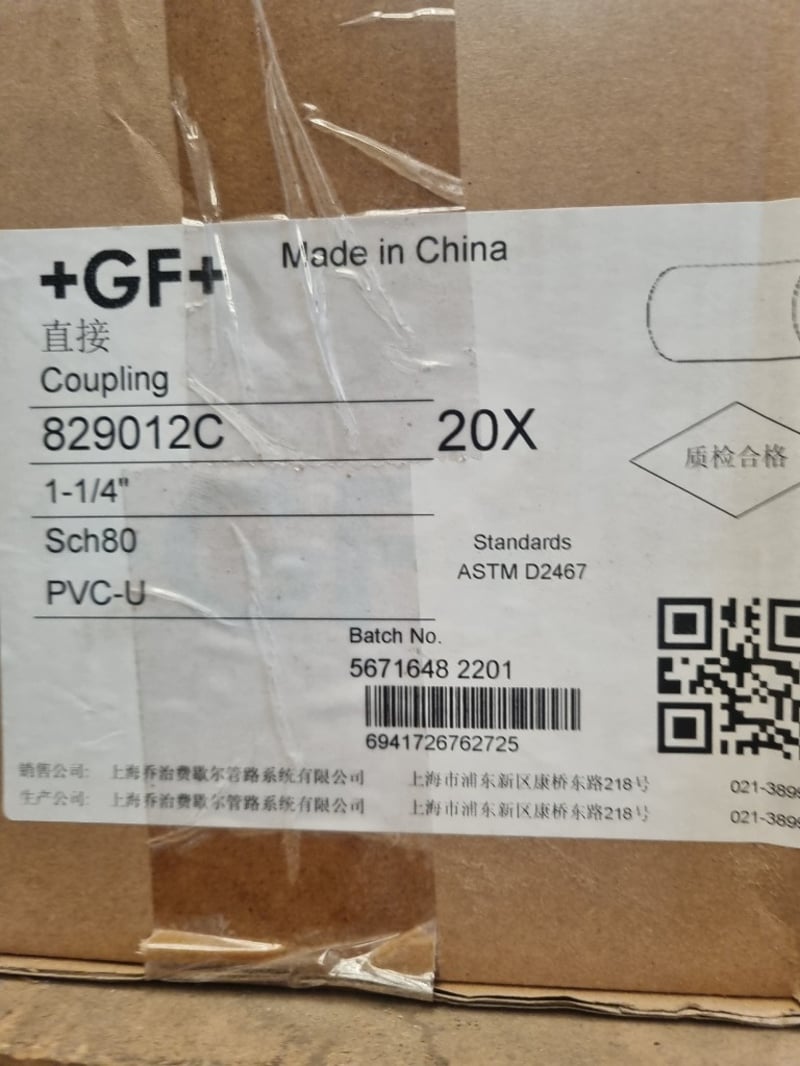 +GF+
Made in China
直接
Coupling
829012C
20X
质检合格
1-1/4"
Sch80
PVC-U
Standards
ASTM D2467
Batch No.
5671648 2201
6941726762725
销售公司: 上海乔治费歇尔管路系统有限公司 上海市浦东新区康桥东路218号 021-389
生产公司: 上海乔治费歇尔管路系统有限公司 上海市浦东新区康桥东路218号 021-389